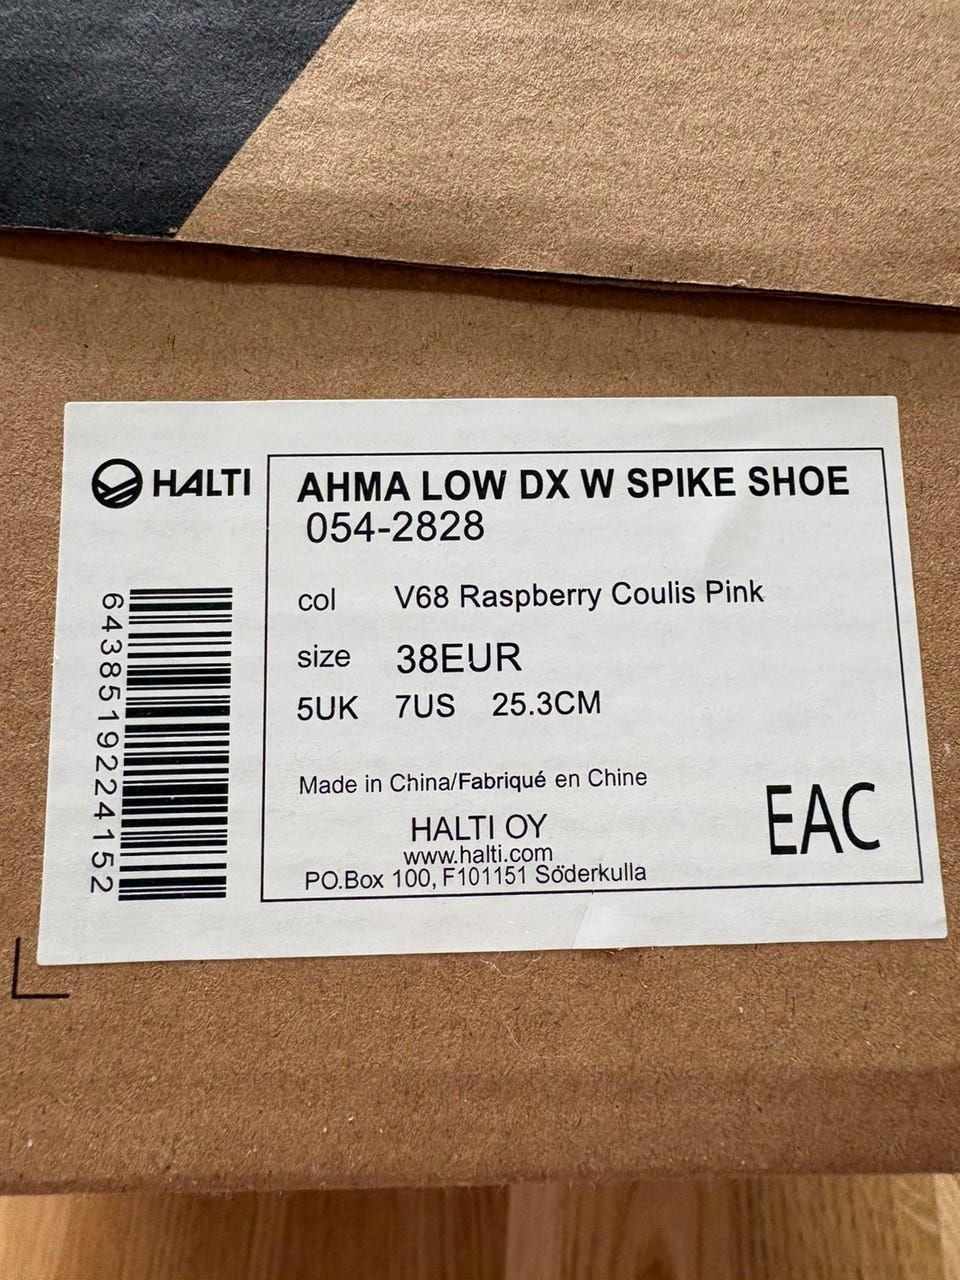 HALTI
AHMA LOW DX W SPIKE SHOE
054-2828
col V68 Raspberry Coulis Pink
size 38EUR
5UK 7US 25.3CM
Made in China/Fabriqué en Chine
HALTI OY
www.halti.com
PO.Box 100, F101151 Söderkulla
EAC
6438519224152